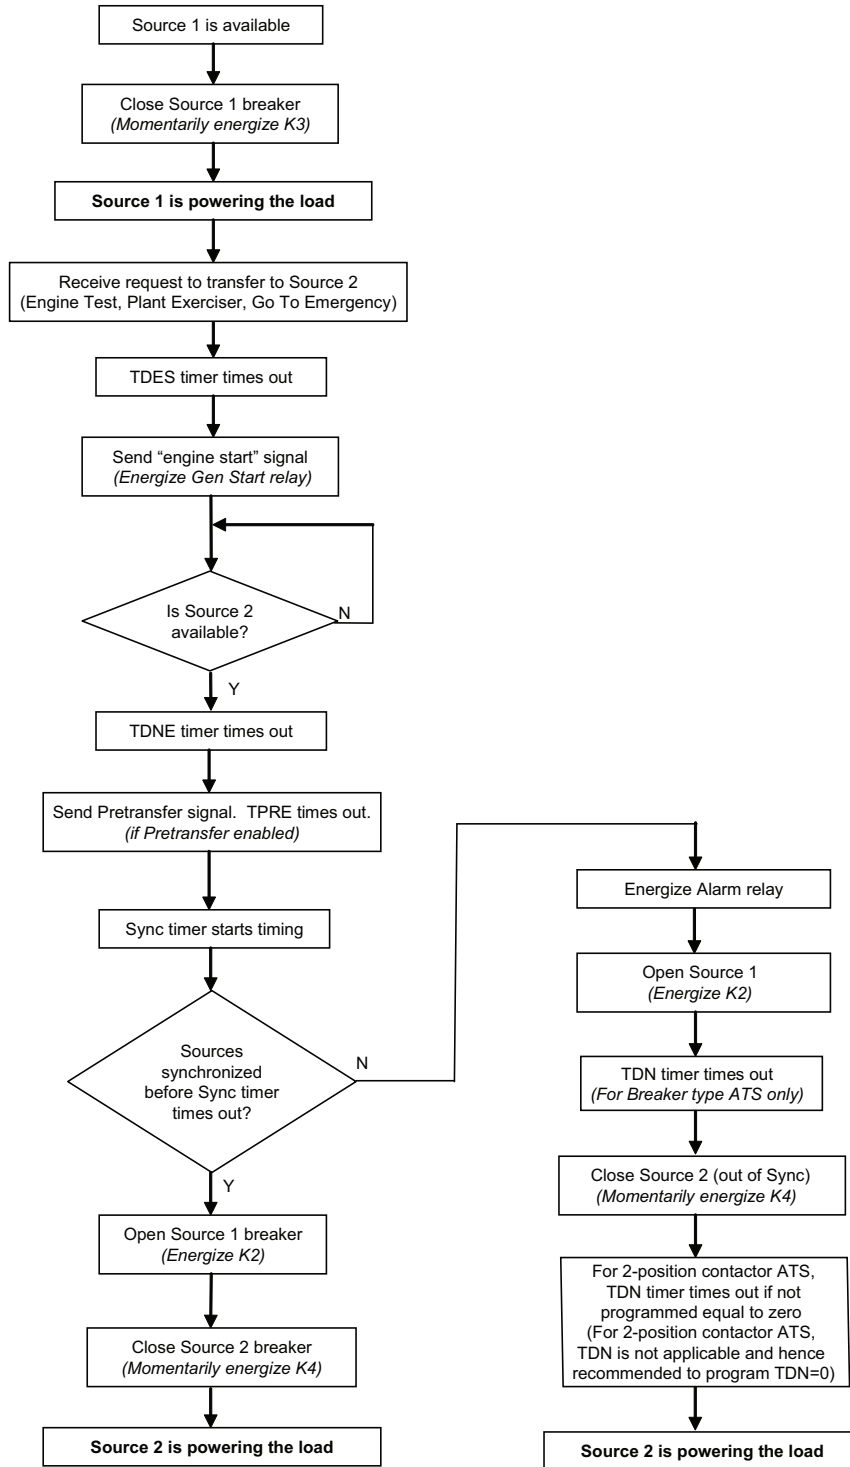 Source 1 is available
Close Source 1 breaker
(Momentarily energize K3)
Source 1 is powering the load
Receive request to transfer to Source 2
(Engine Test, Plant Exerciser, Go To Emergency)
TDES timer times out
Send “engine start” signal
(Energize Gen Start relay)
Is Source 2
available?
N
Y
TDNE timer times out
Send Pretransfer signal. TPRE times out.
(if Pretransfer enabled)
Sync timer starts timing
Sources
synchronized
before Sync timer
times out?
N
Y
Open Source 1 breaker
(Energize K2)
Close Source 2 breaker
(Momentarily energize K4)
Source 2 is powering the load
Energize Alarm relay
Open Source 1
(Energize K2)
TDN timer times out
(For Breaker type ATS only)
Close Source 2 (out of Sync)
(Momentarily energize K4)
For 2-position contactor ATS,
TDN timer times out if not
programmed equal to zero
(For 2-position contactor ATS,
TDN is not applicable and hence
recommended to program TDN=0)
Source 2 is powering the load